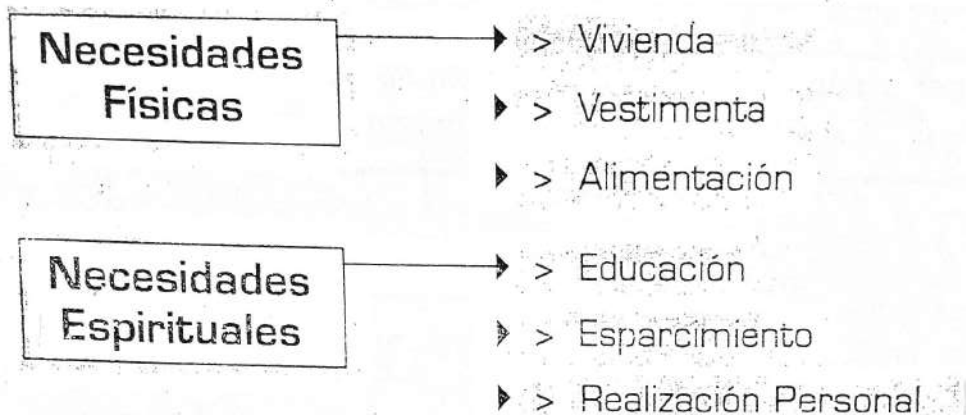 Necesidades
Físicas
> Vivienda
> Vestimenta
> Alimentación
Necesidades
Espirituales
> Educación
> Esparcimiento
> Realización Personal